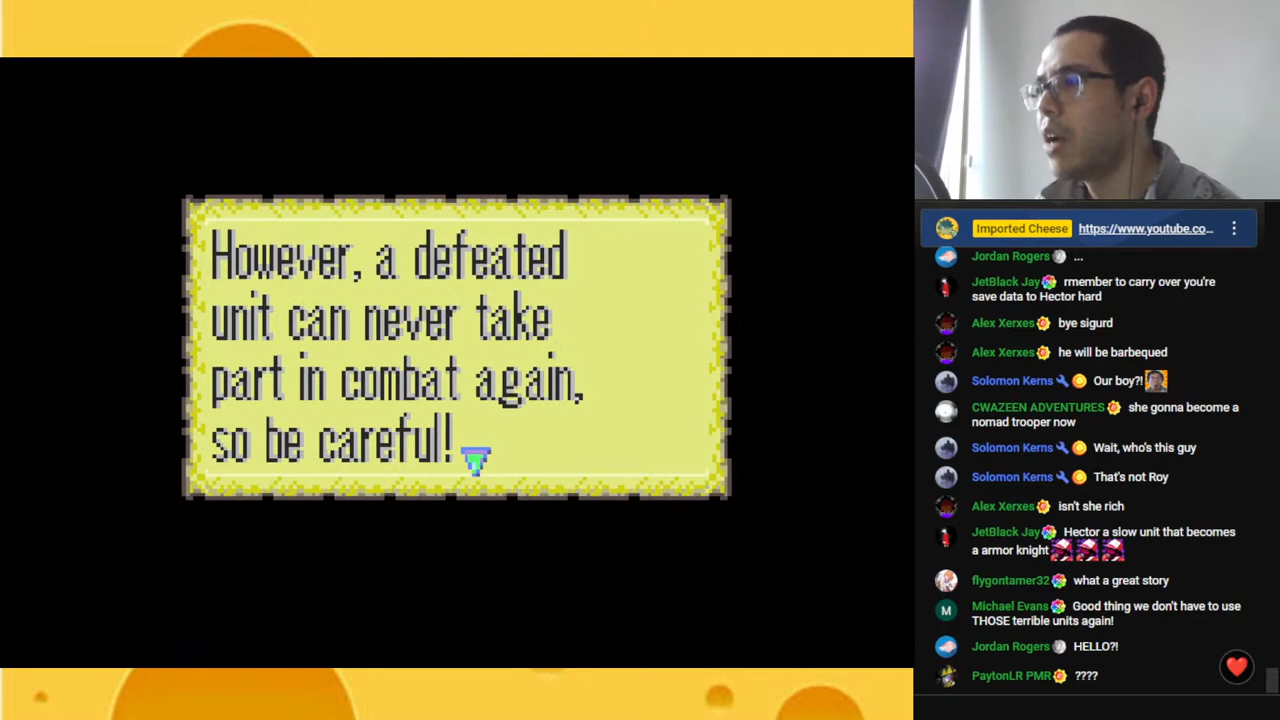 However, a defeated
unit can never take
part in combat again,
so be careful!
Imported Cheese https://www.youtube.co...
Jordan Rogers ...
JetBlack Jay rmember to carry over you're
save data to Hector hard
Alex Xerxes bye sigurd
Alex Xerxes he will be barbequed
Solomon Kerns Our boy?!
CWAZEEN ADVENTURES she gonna become a
nomad trooper now
Solomon Kerns Wait, who's this guy
Solomon Kerns That's not Roy
Alex Xerxes isn't she rich
JetBlack Jay Hector a slow unit that becomes
a armor knight
flygontamer32 what a great story
M Michael Evans Good thing we don't have to use
THOSE terrible units again!
Jordan Rogers HELLO?!
PaytonLR PMR ????